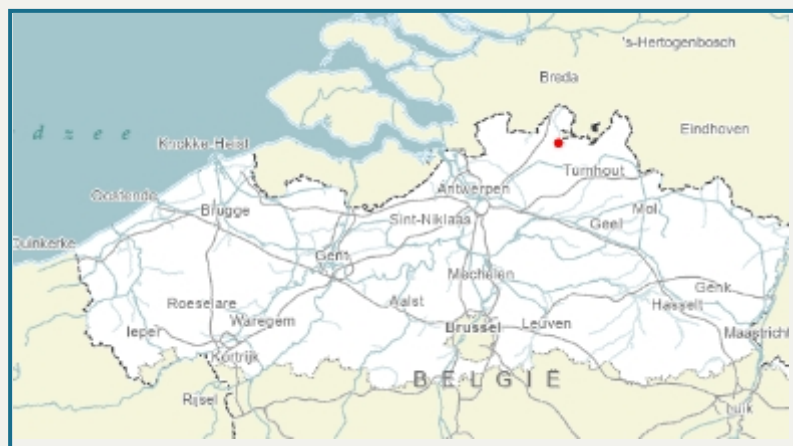 's-Hertogenbosch
Breda
d z e e
Eindhoven
Knokke-Heist
Turnhout
Oostende
Antwerpen
Brugge
Mol
Sint-Niklaas
Geel
Duinkerke
Gent
Mechelen
Genk
Roeselare
Aalst
Hasselt
Ieper
Waregem
Brussel
Leuven
Maastricht
Kortrijk
BELGIË
Rijsel
Luik